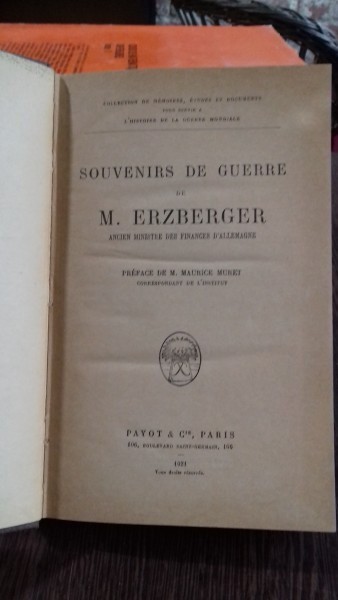 COLLECTION DE MÉMOIRES, ÉTUDES ET DOCUMENTS
POUR SERVIR A
L'HISTOIRE DE LA GUERRE MONDIALE
SOUVENIRS DE GUERRE
DE
M. ERZBERGER
ANCIEN MINISTRE DES FINANCES D'ALLEMAGNE
PRÉFACE DE M. MAURICE MURET
CORRESPONDANT DE L'INSTITUT
PAYOT & Cie, PARIS
106, BOULEVARD SAINT-GERMAIN, 106
1921
Tous droits réservés.